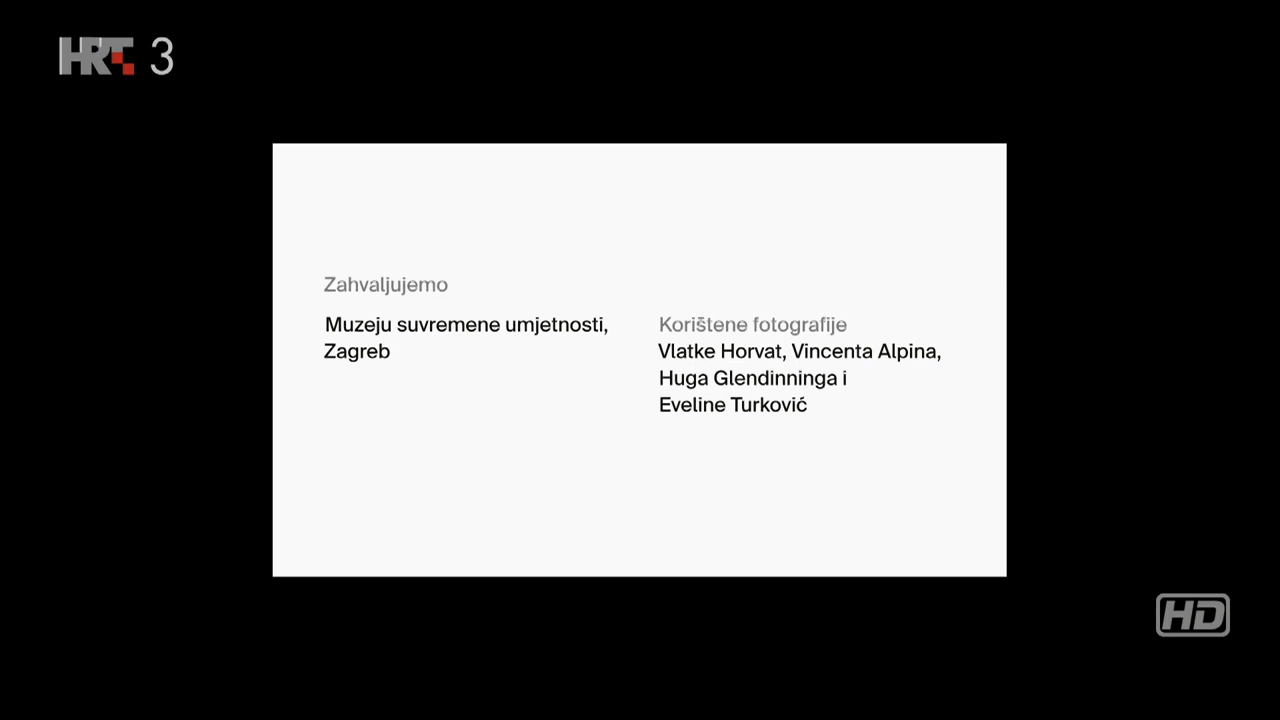 HRT 3
Zahvaljujemo
Muzeju suvremene umjetnosti,
Zagreb
Korištene fotografije
Vlatke Horvat, Vincenta Alpina,
Huga Glendinninga i
Eveline Turković
HD